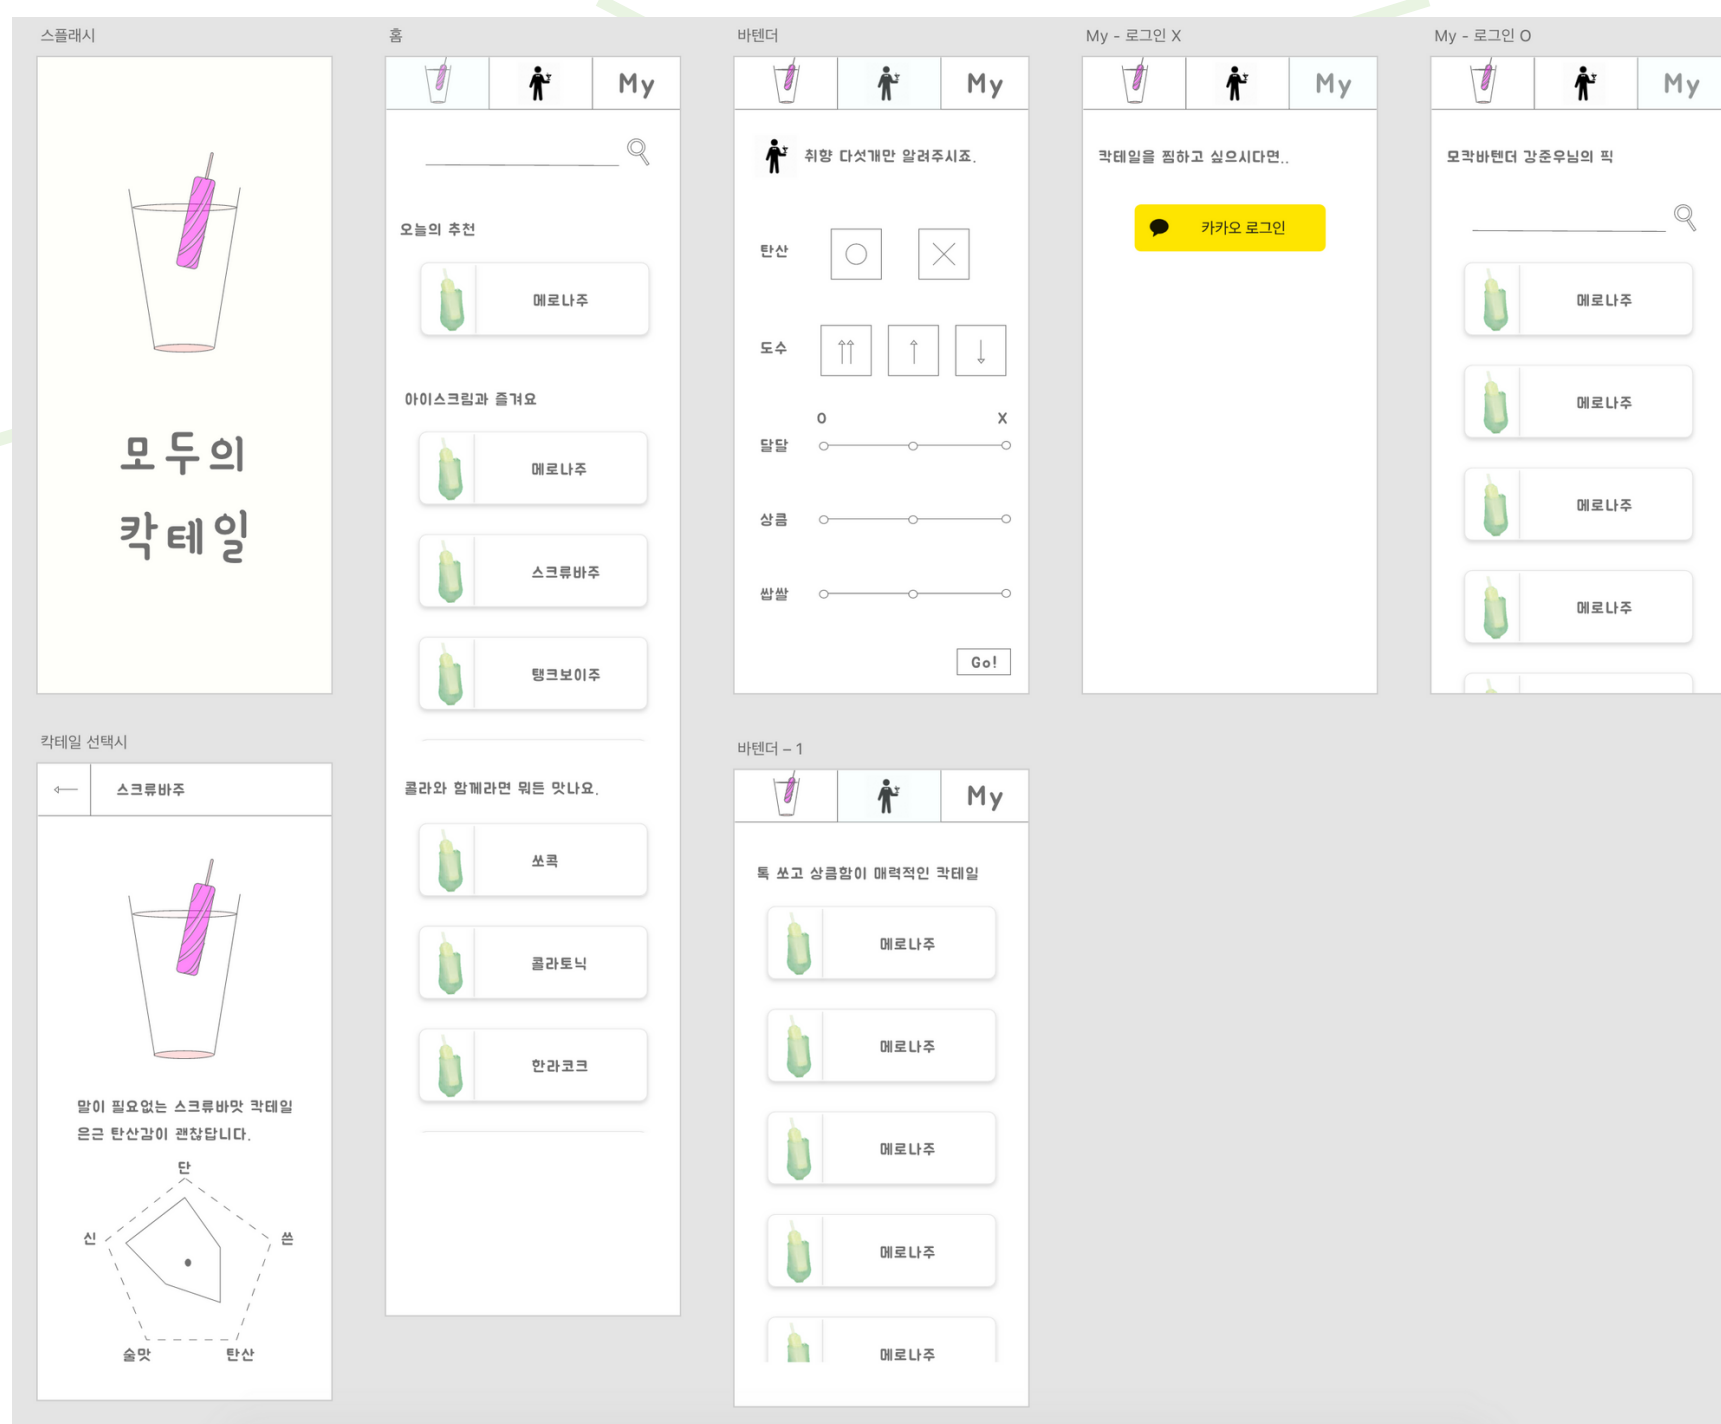 스플래시
모두의
칵테일
홈
My
오늘의 추천
메로나주
아이스크림과 즐겨요
메로나주
스크류바주
탱크보이주
콜라와 함께라면 뭐든 맛나요.
쏘콕
콜라토닉
한라코크
바텐더
My
취향 다섯개만 알려주시죠.
탄산
도수
O X
달달
상큼
쌉쌀
Go!
My - 로그인 X
My
칵테일을 찜하고 싶으시다면..
카카오 로그인
My - 로그인 O
My
모칵바텐더 강준우님의 픽
메로나주
메로나주
메로나주
메로나주
칵테일 선택시
스크류바주
말이 필요없는 스크류바맛 칵테일
은근 탄산감이 괜찮답니다.
단
신
쓴
술맛
탄산
바텐더 – 1
My
톡 쏘고 상큼함이 매력적인 칵테일
메로나주
메로나주
메로나주
메로나주
메로나주